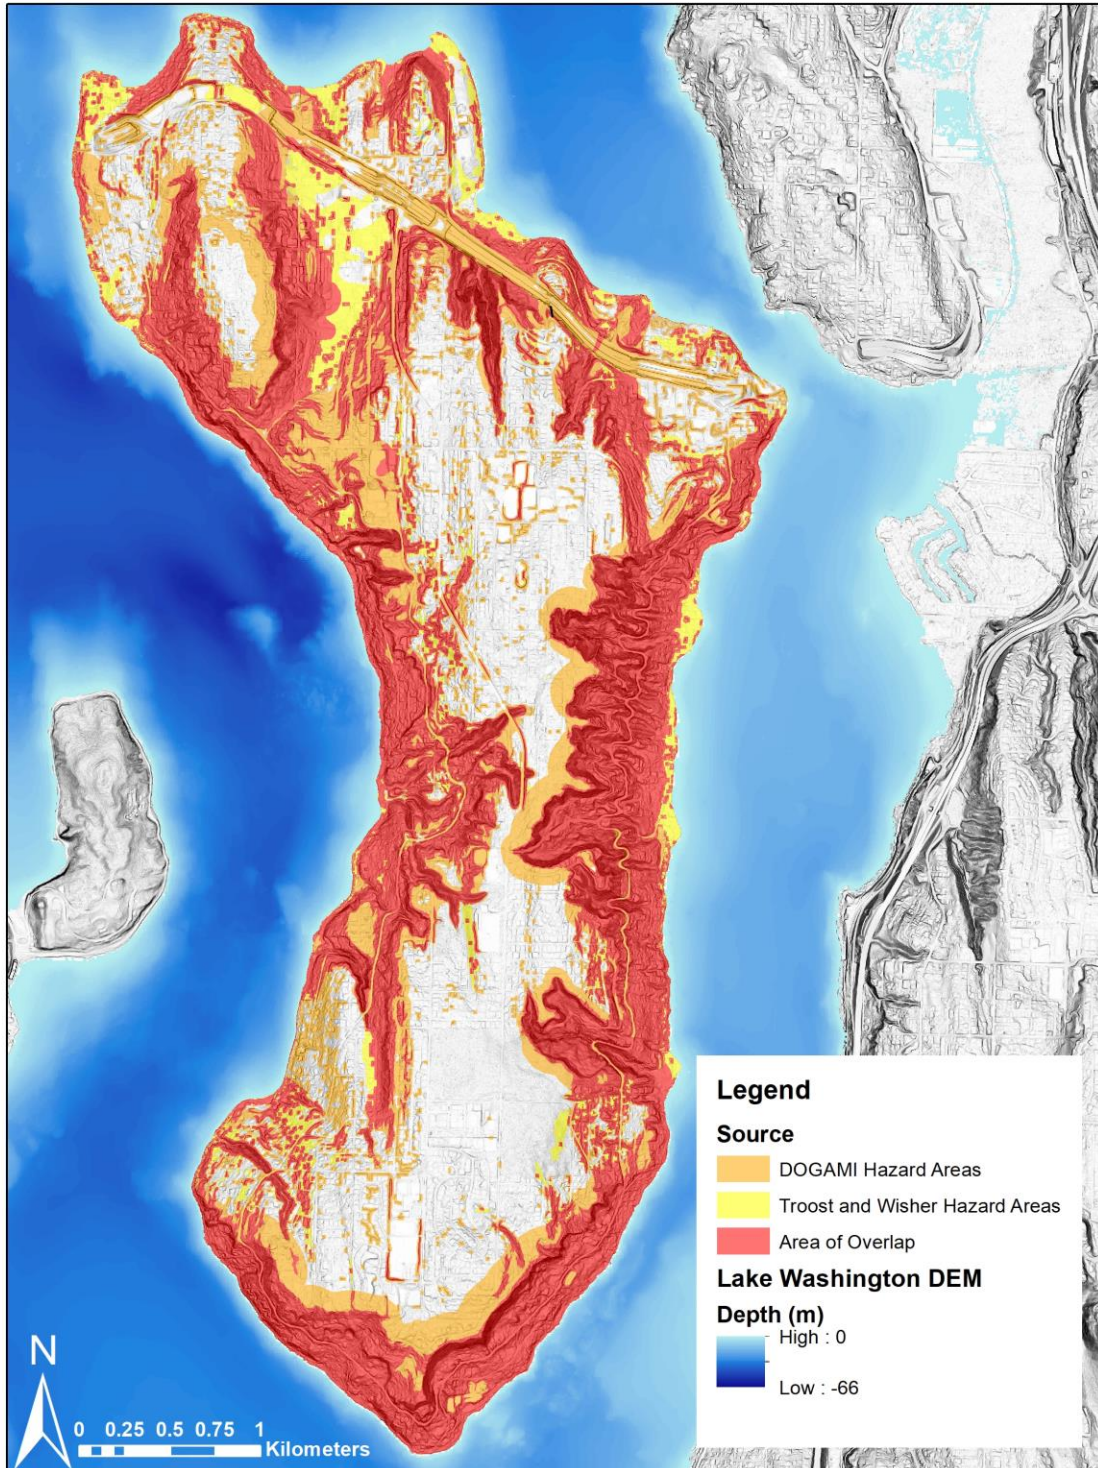 Legend
Source
DOGAMI Hazard Areas
Troost and Wisher Hazard Areas
Area of Overlap
Lake Washington DEM
Depth (m)
High : 0
Low : -66
N
0 0.25 0.5 0.75 1
Kilometers